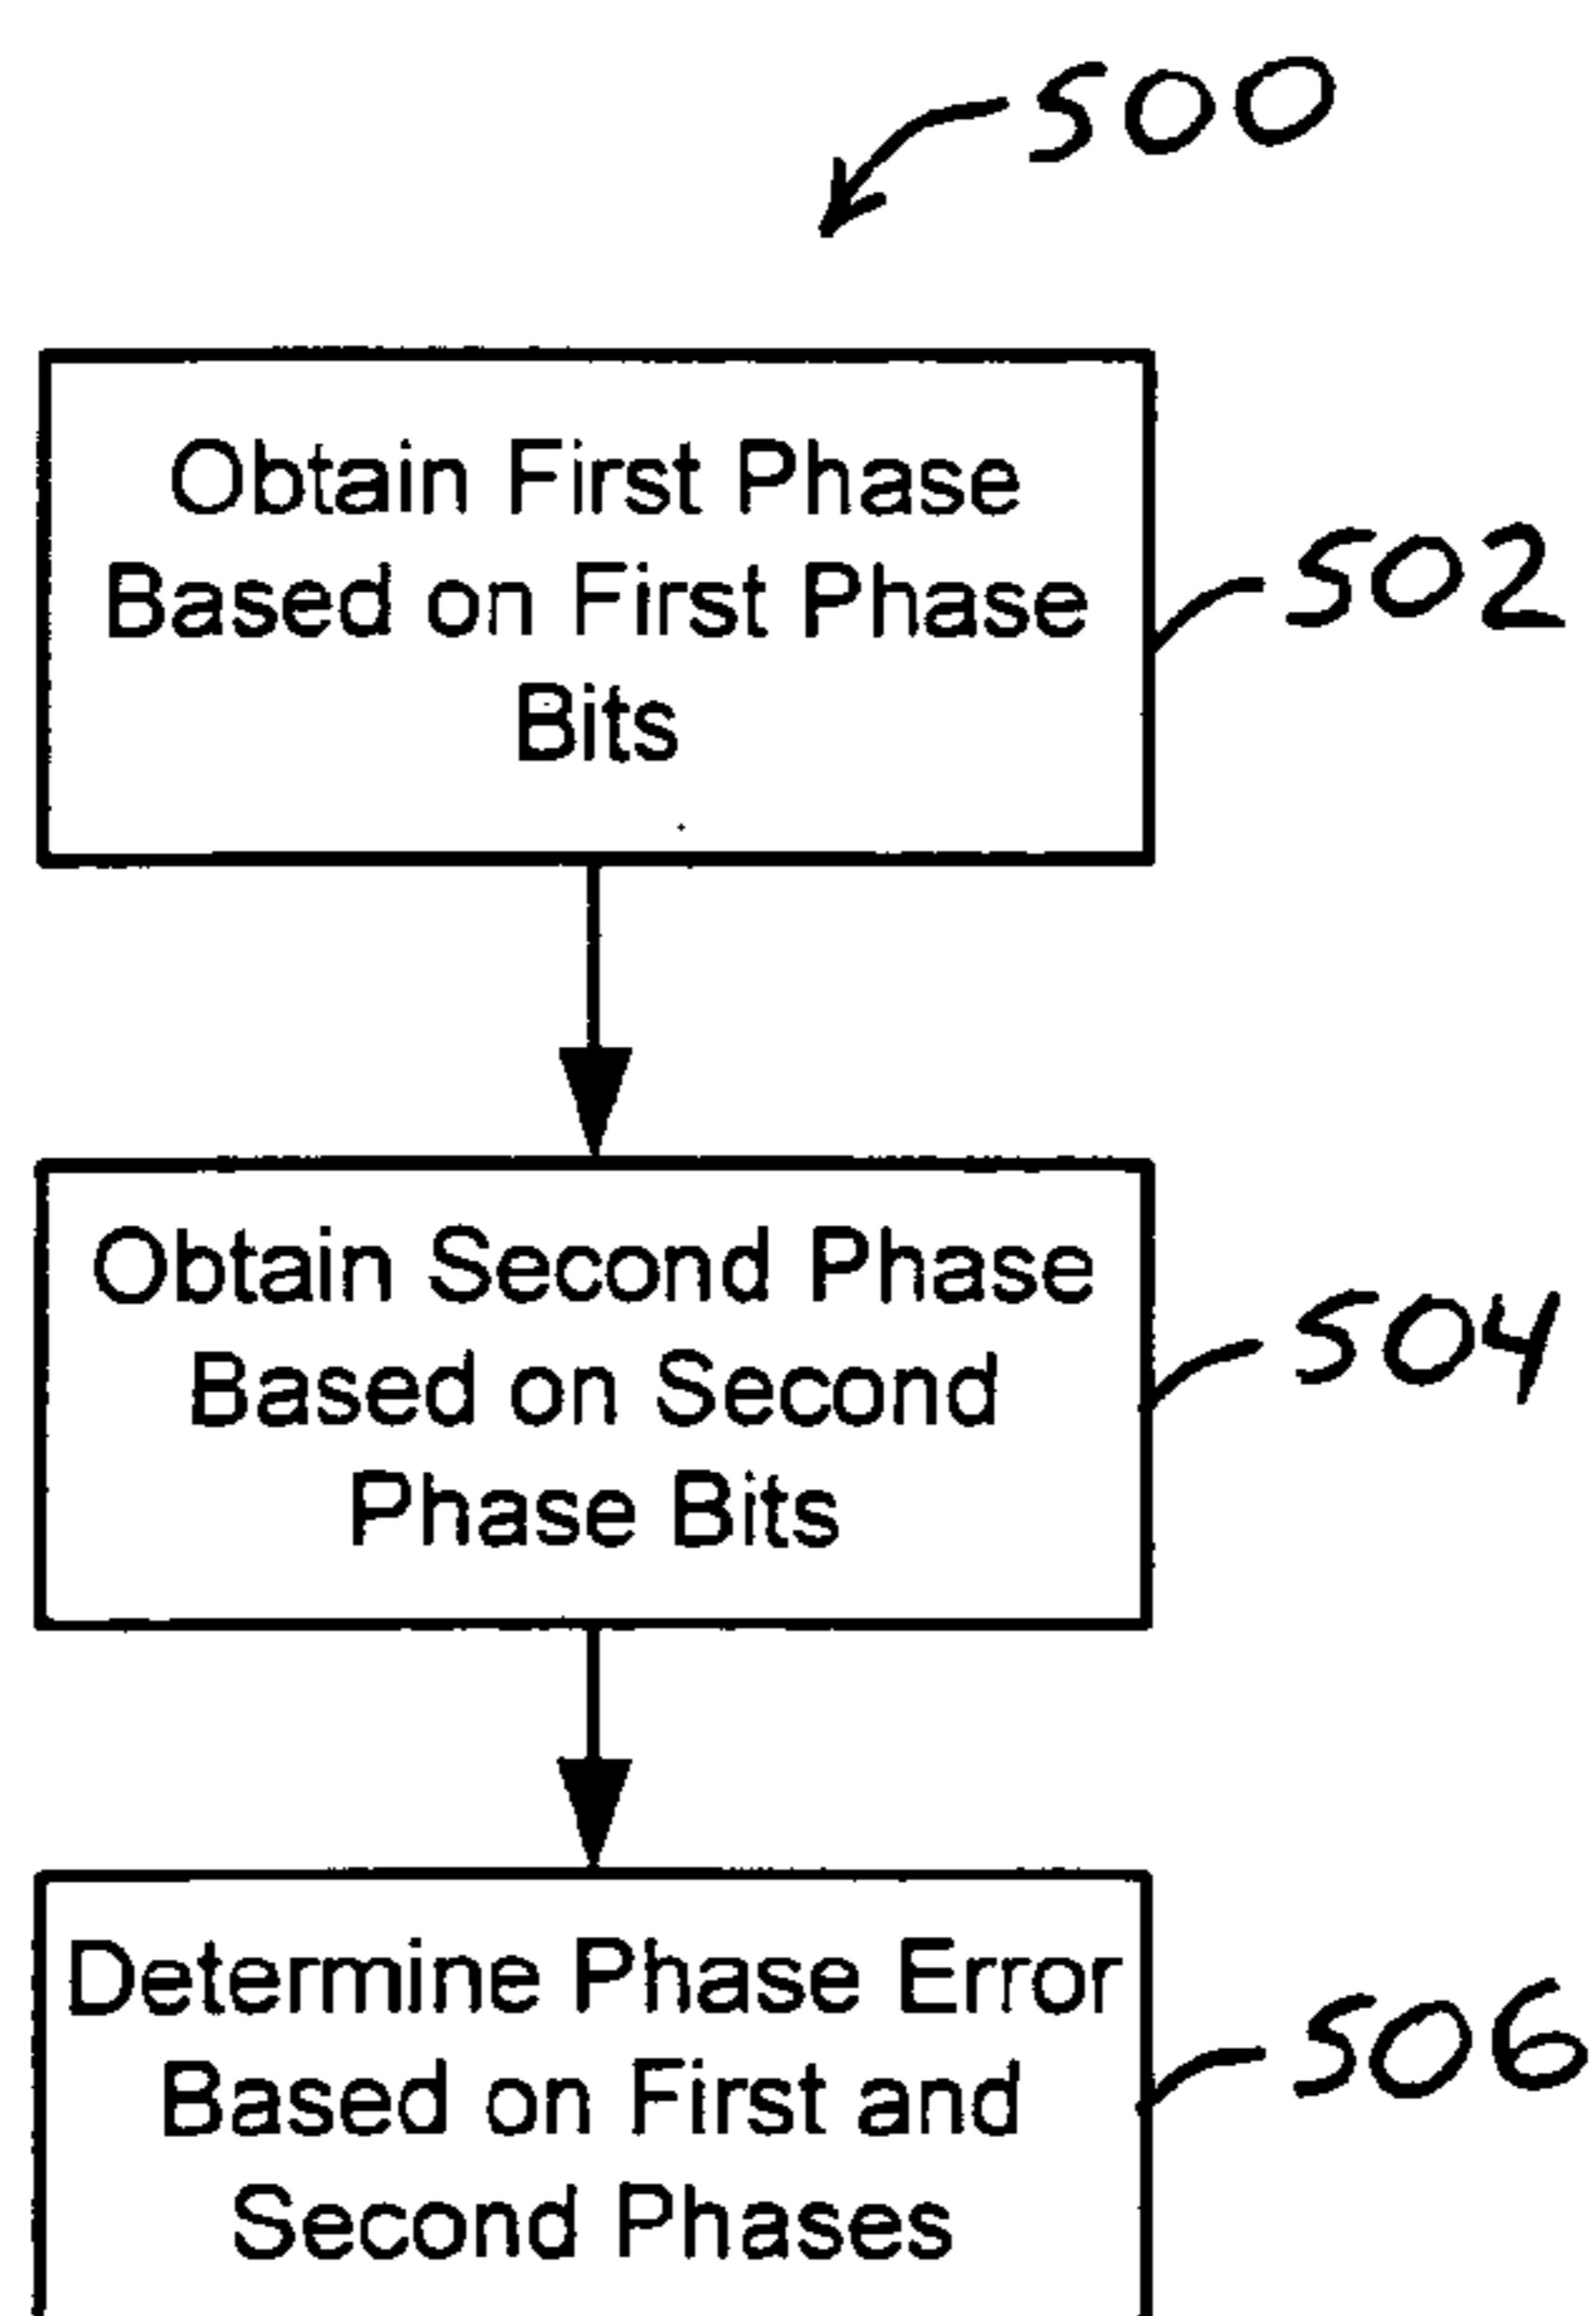 500
Obtain First Phase
Based on First Phase
Bits
502
Obtain Second Phase
Based on Second
Phase Bits
504
Determine Phase Error
Based on First and
Second Phases
506